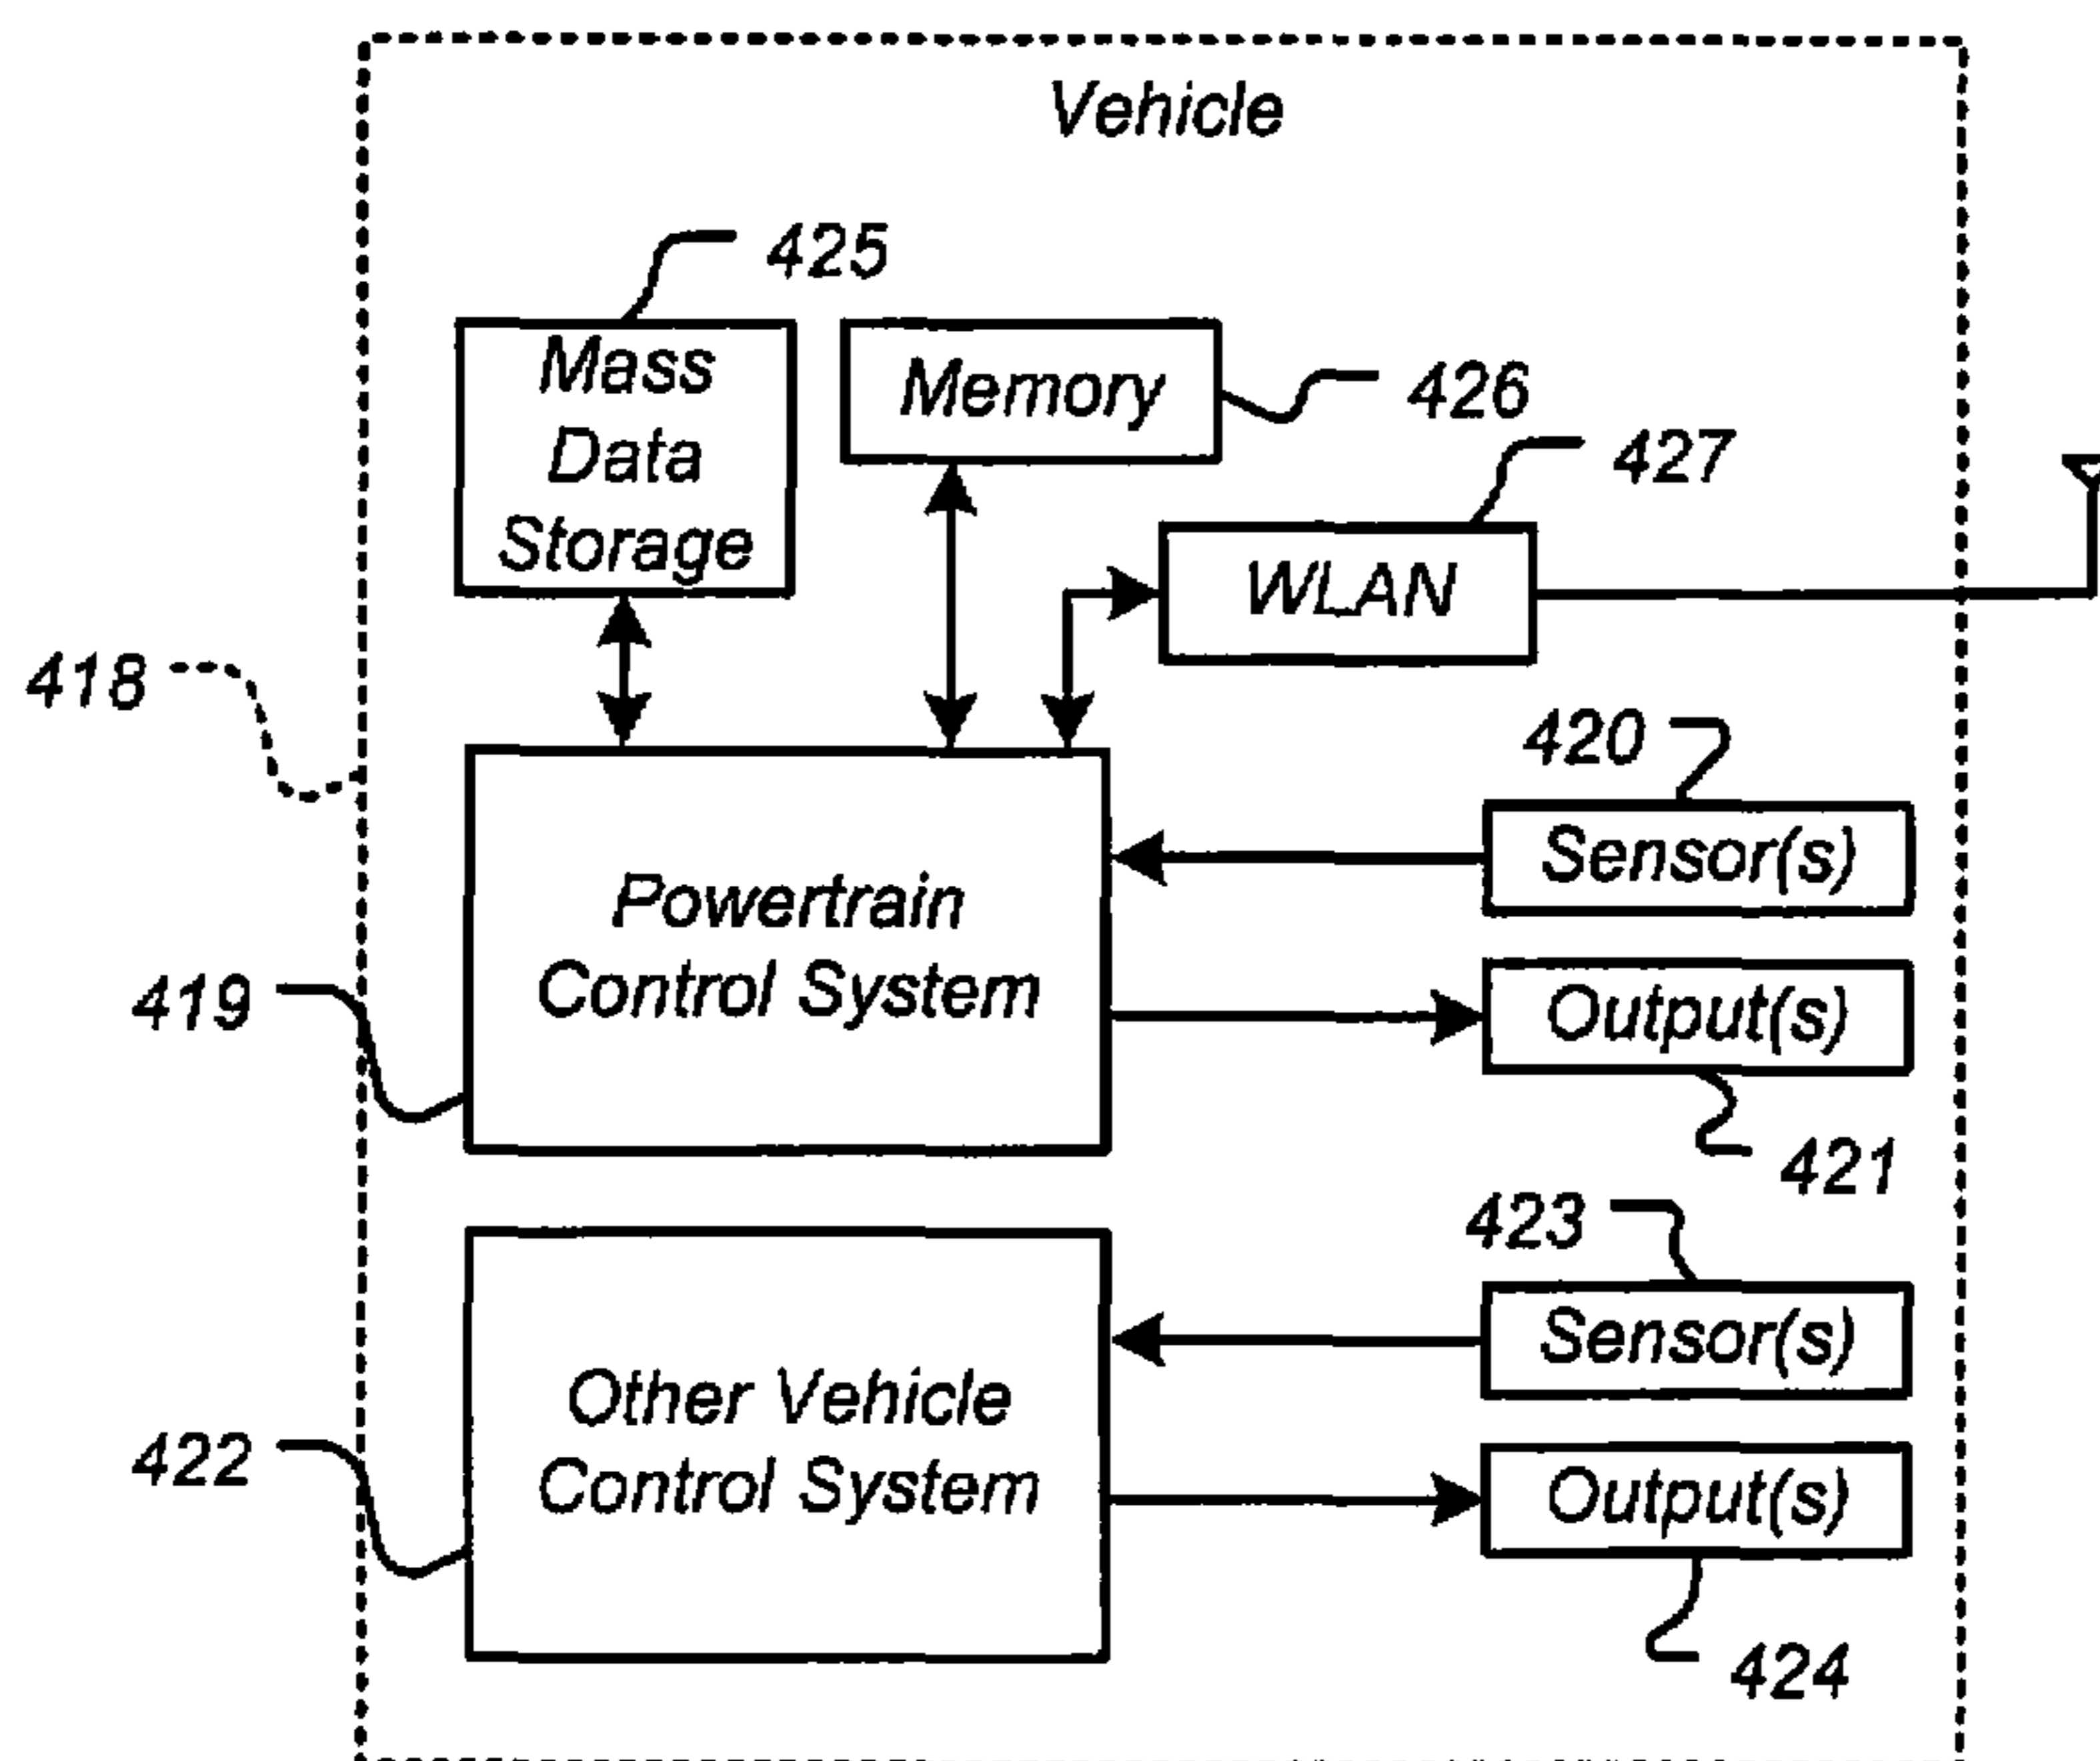 Vehicle
425
Mass
Data
Storage
Memory
426
427
WLAN
418
420
Sensor(s)
Powertrain
Control System
419
Output(s)
421
423
Sensor(s)
Other Vehicle
Control System
422
Output(s)
424